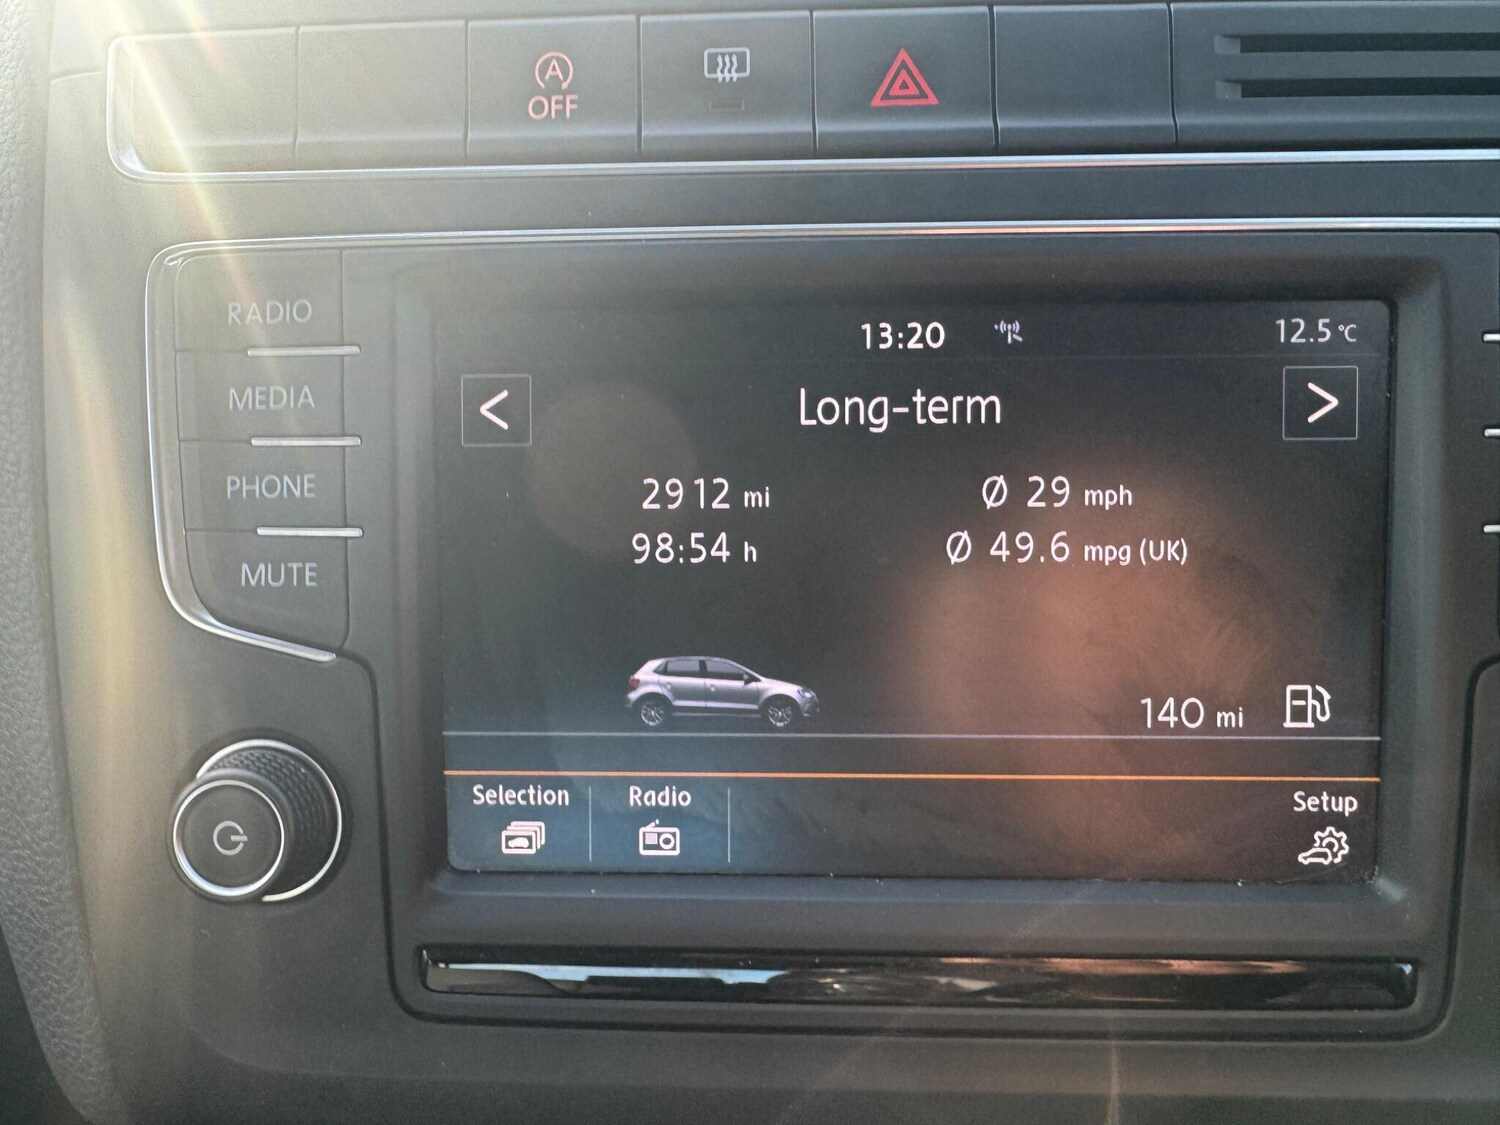 A
OFF
RADIO
MEDIA
PHONE
MUTE
13:20
12.5 °C
<
Long-term
>
2912 mi
Ø 29 mph
98:54 h
Ø 49.6 mpg (UK)
140 mi
Selection
Radio
Setup